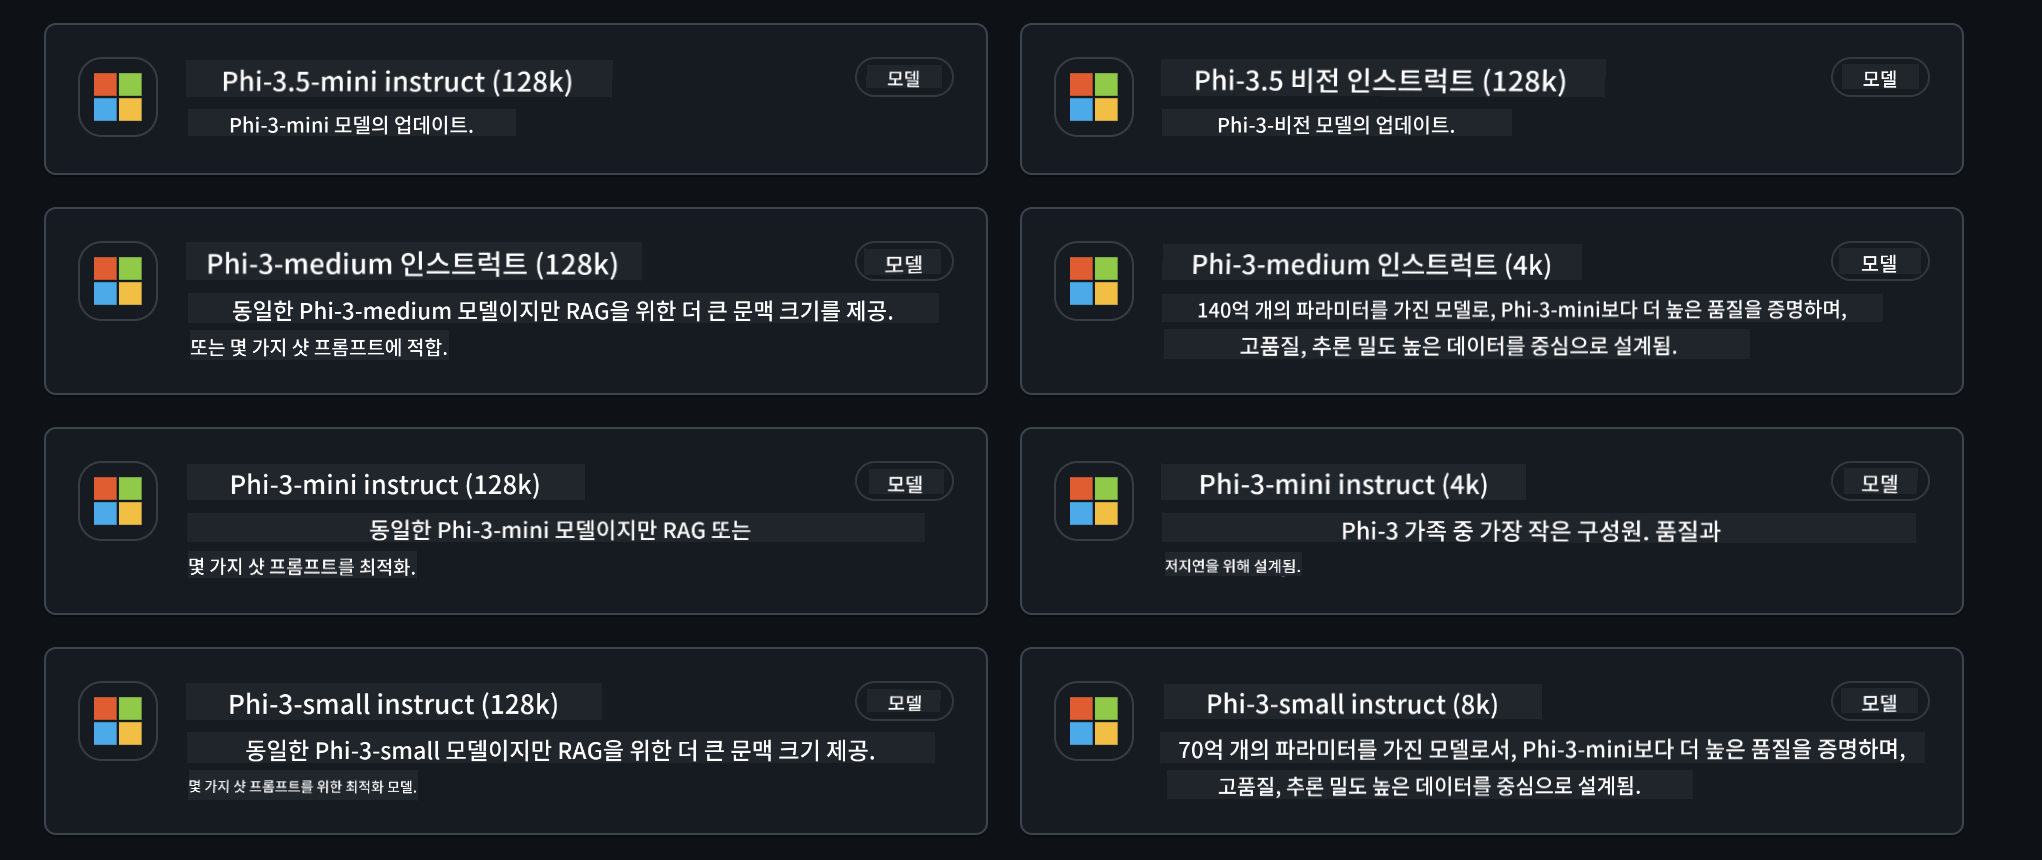 Phi-3.5-mini instruct (128k)
모델
Phi-3-mini 모델의 업데이트.
Phi-3.5 비전 인스트럭트 (128k)
모델
Phi-3-비전 모델의 업데이트.
Phi-3-medium 인스트럭트 (128k)
모델
동일한 Phi-3-medium 모델이지만 RAG을 위한 더 큰 문맥 크기를 제공.
또는 몇 가지 샷 프롬프트에 적합.
Phi-3-medium 인스트럭트 (4k)
모델
140억 개의 파라미터를 가진 모델로, Phi-3-mini보다 더 높은 품질을 증명하며,
고품질, 추론 밀도 높은 데이터를 중심으로 설계됨.
Phi-3-mini instruct (128k)
모델
동일한 Phi-3-mini 모델이지만 RAG 또는
몇 가지 샷 프롬프트를 최적화.
Phi-3-mini instruct (4k)
모델
Phi-3 가족 중 가장 작은 구성원. 품질과
저지연을 위해 설계됨.
Phi-3-small instruct (128k)
모델
동일한 Phi-3-small 모델이지만 RAG을 위한 더 큰 문맥 크기 제공.
몇 가지 샷 프롬프트를 위한 최적화 모델.
Phi-3-small instruct (8k)
모델
70억 개의 파라미터를 가진 모델로서, Phi-3-mini보다 더 높은 품질을 증명하며,
고품질, 추론 밀도 높은 데이터를 중심으로 설계됨.